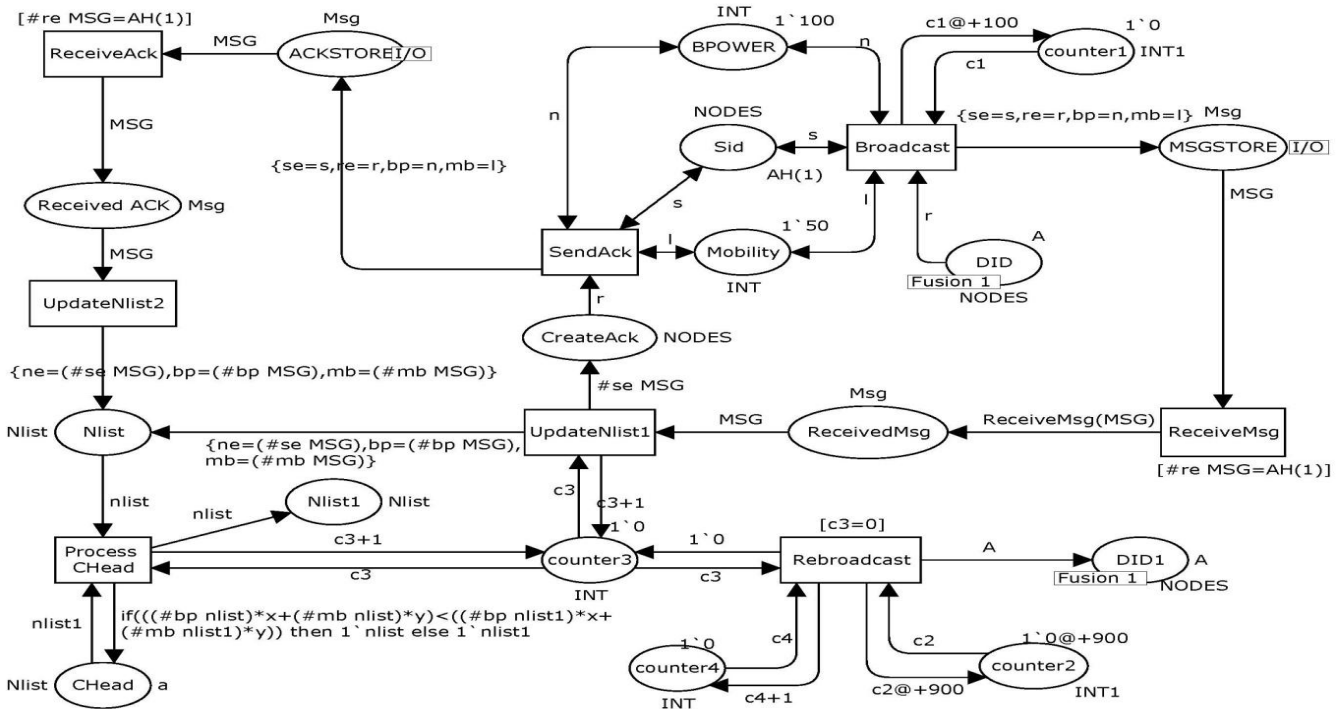 [#re MSG=AH(1)]
Msg
INT
1`100
c1@+100
1`0
ReceiveAck
MSG
ACKSTORE
I/O
BPOWER
n
counter1
INT1
c1
MSG
n
NODES
{se=s,re=r,bp=n,mb=l}
Msg
{se=s,re=r,bp=n,mb=l}
Sid
s
Broadcast
MSGSTORE
I/O
AH(1)
MSG
Received ACK
Msg
s
l
r
1`50
A
MSG
SendAck
l
Mobility
DID
Fusion 1
INT
NODES
UpdateNlist2
r
CreateAck
NODES
{ne=(#se MSG),bp=(#bp MSG),mb=(#mb MSG)}
#se MSG
Msg
Nlist
Nlist
UpdateNlist1
MSG
ReceivedMsg
ReceiveMsg(MSG)
ReceiveMsg
{ne=(#se MSG),bp=(#bp MSG),
mb=(#mb MSG)}
[#re MSG=AH(1)]
c3
c3+1
nlist
nlist
Nlist1
Nlist
1`0
[c3=0]
Process
CHead
c3+1
c3
counter3
INT
1`0
c3
Rebroadcast
A
DID1
A
Fusion 1
NODES
nlist1
if(((#bp nlist)*x+(#mb nlist)*y)<((#bp nlist1)*x+
(#mb nlist1)*y)) then 1`nlist else 1`nlist1
c4
c2
1`0
1`0@+900
Nlist
CHead
a
counter4
INT
c4+1
c2@+900
counter2
INT1